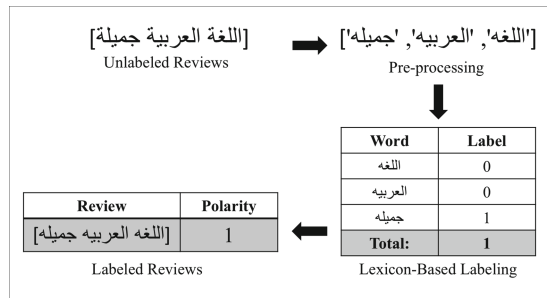 [اللغة العربية جميلة]
Unlabeled Reviews
['اللغه', 'العربيه', 'جميله']
Pre-processing
Word Label
اللغه 0
العربيه 0
جميله 1
Total: 1
Lexicon-Based Labeling
Review Polarity
[اللغه العربيه جميله] 1
Labeled Reviews